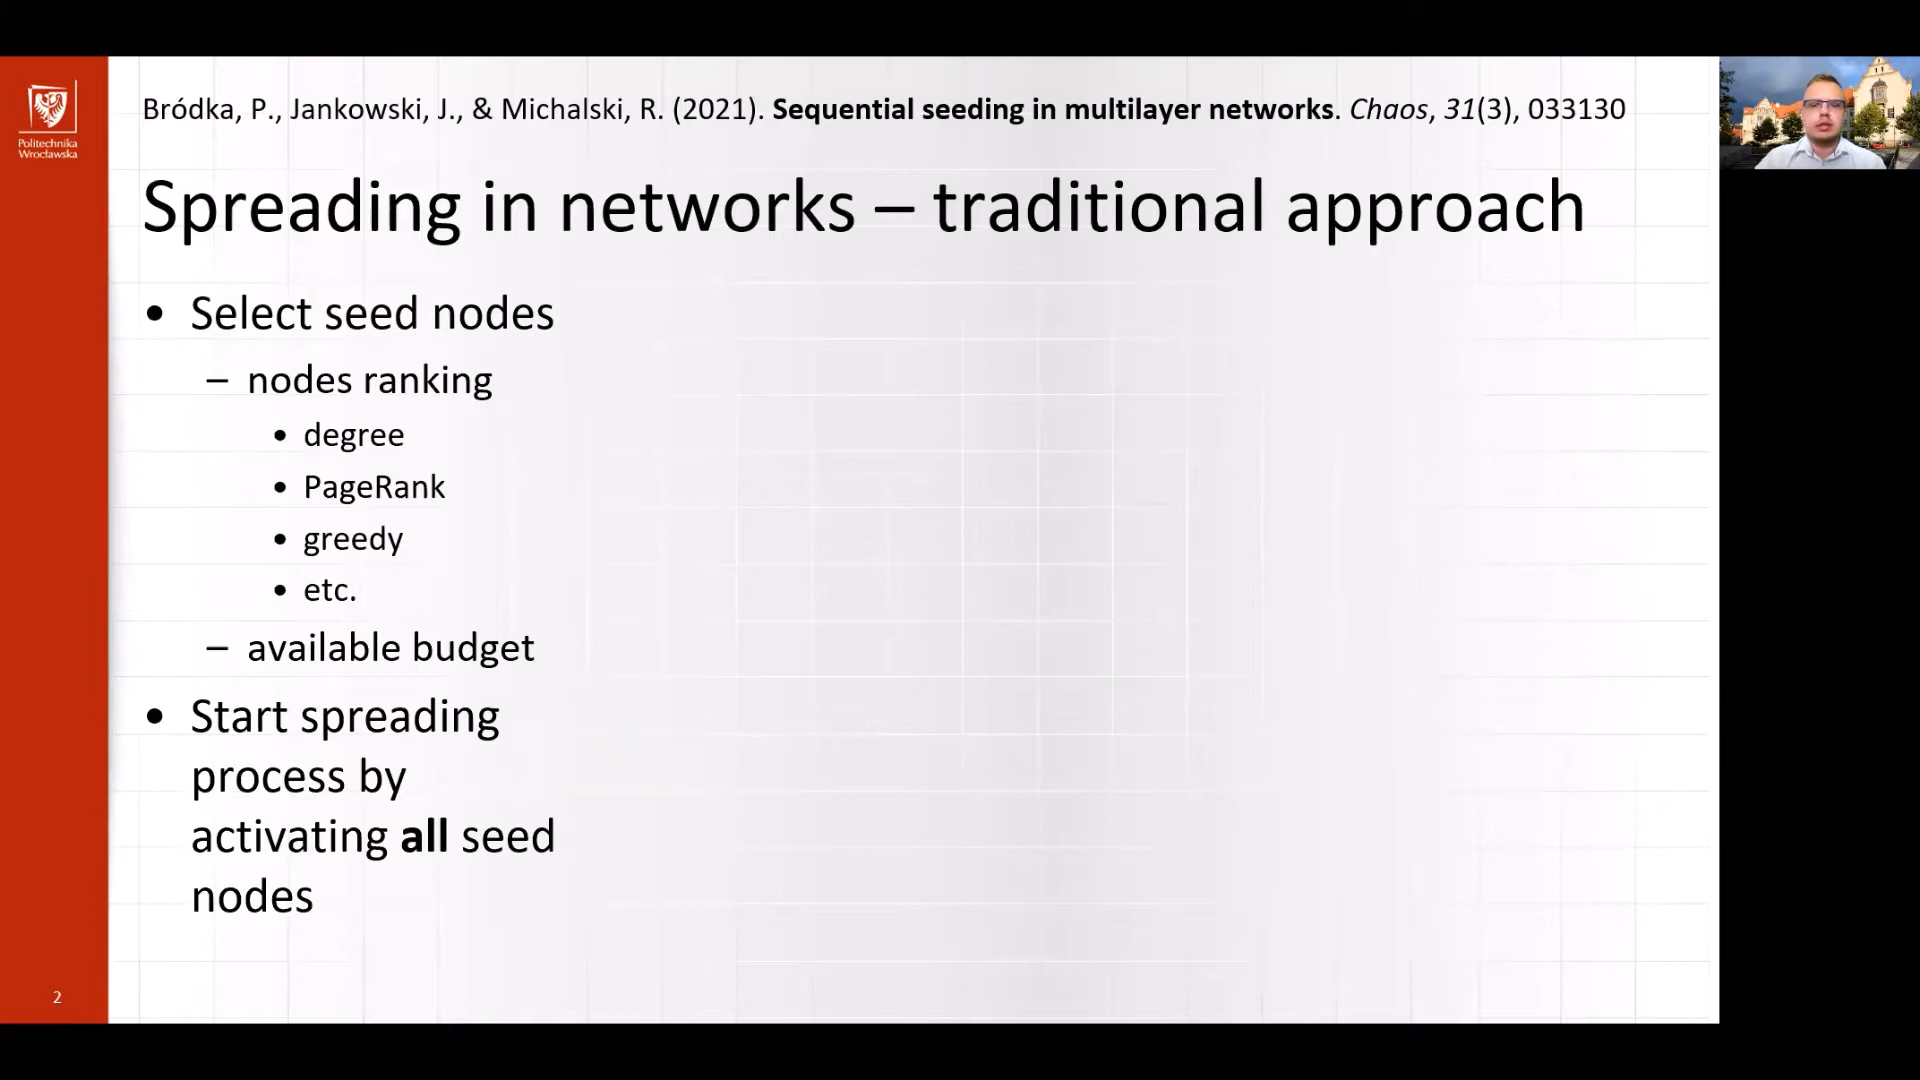 Politechnika
Wrocławska
Bródka, P., Jankowski, J., & Michalski, R. (2021). Sequential seeding in multilayer networks. Chaos, 31(3), 033130
Spreading in networks – traditional approach
• Select seed nodes
– nodes ranking
• degree
• PageRank
• greedy
• etc.
– available budget
• Start spreading
process by
activating all seed
nodes
2